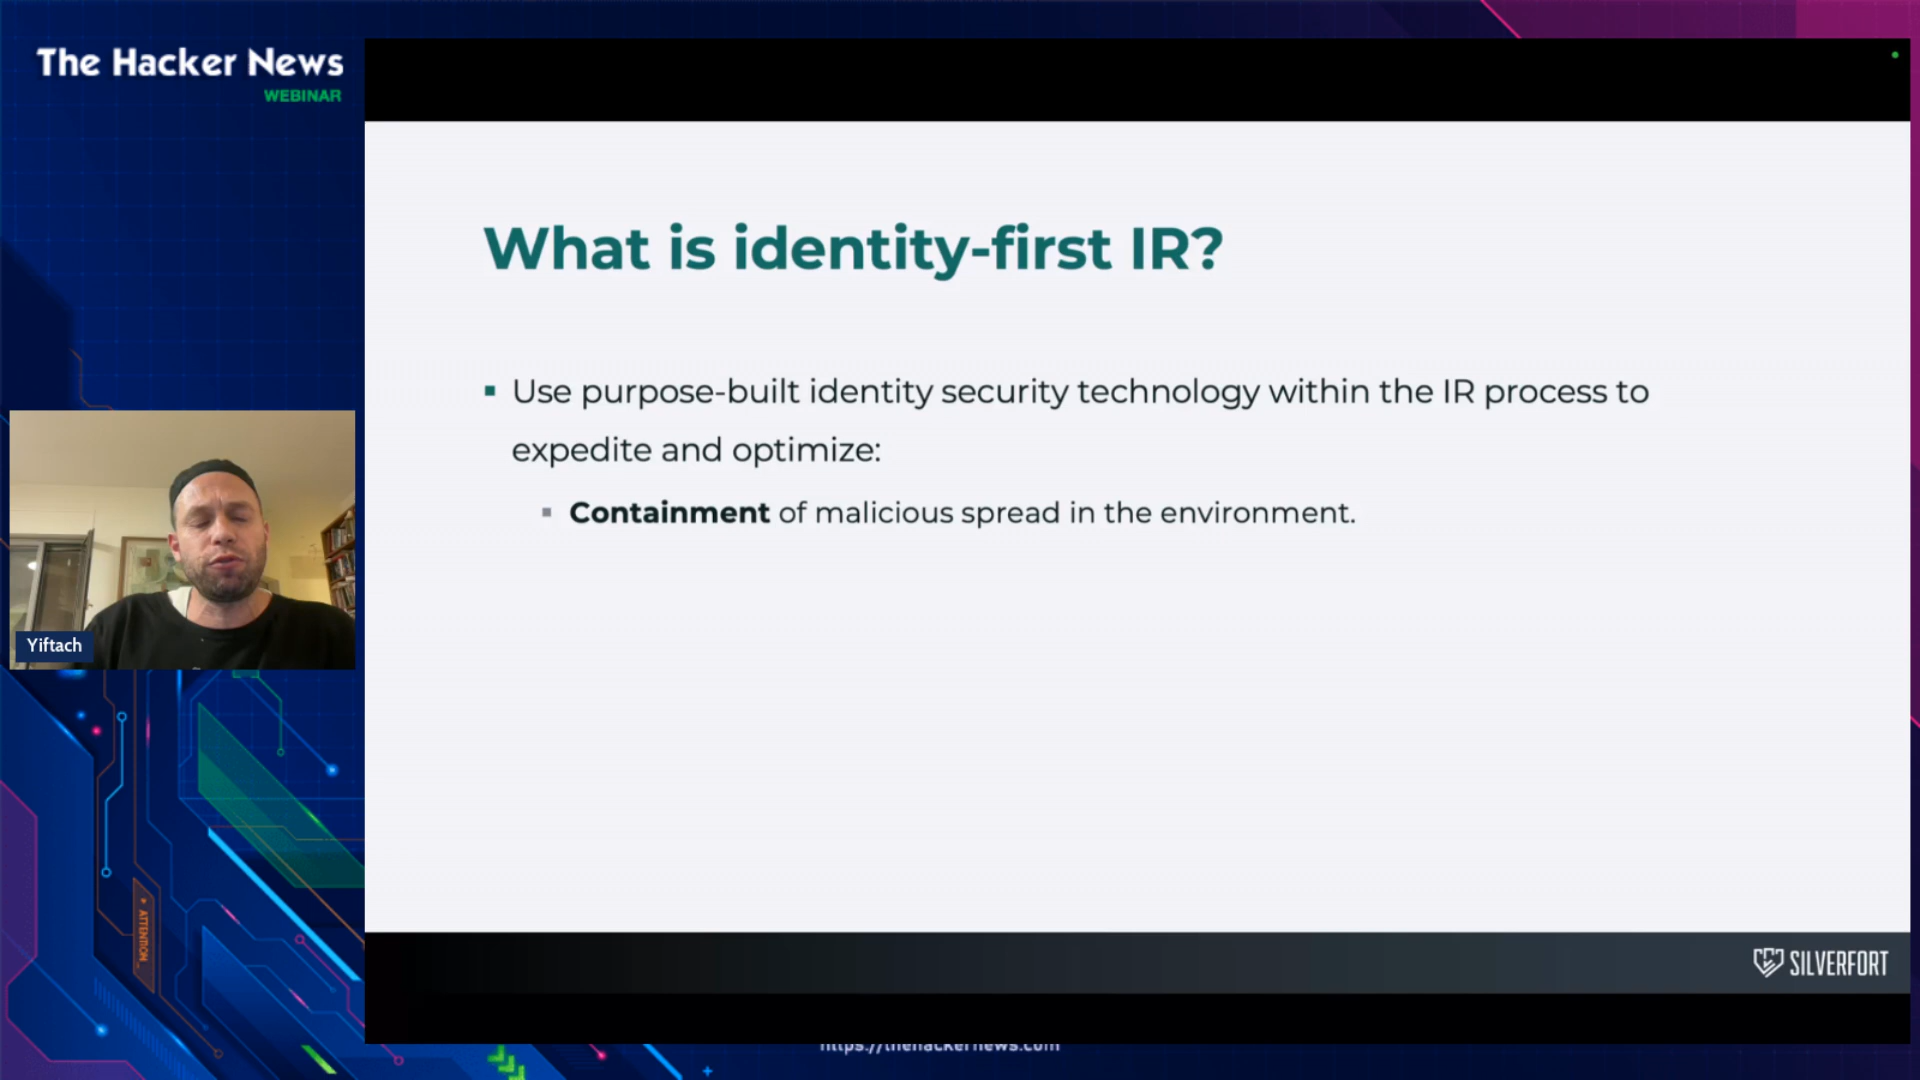 The Hacker News
WEBINAR
What is identity-first IR?
Use purpose-built identity security technology within the IR process to
expedite and optimize:
Containment of malicious spread in the environment.
Yiftach
ATTENTION
SILVERFORT
https://thehackernews.com